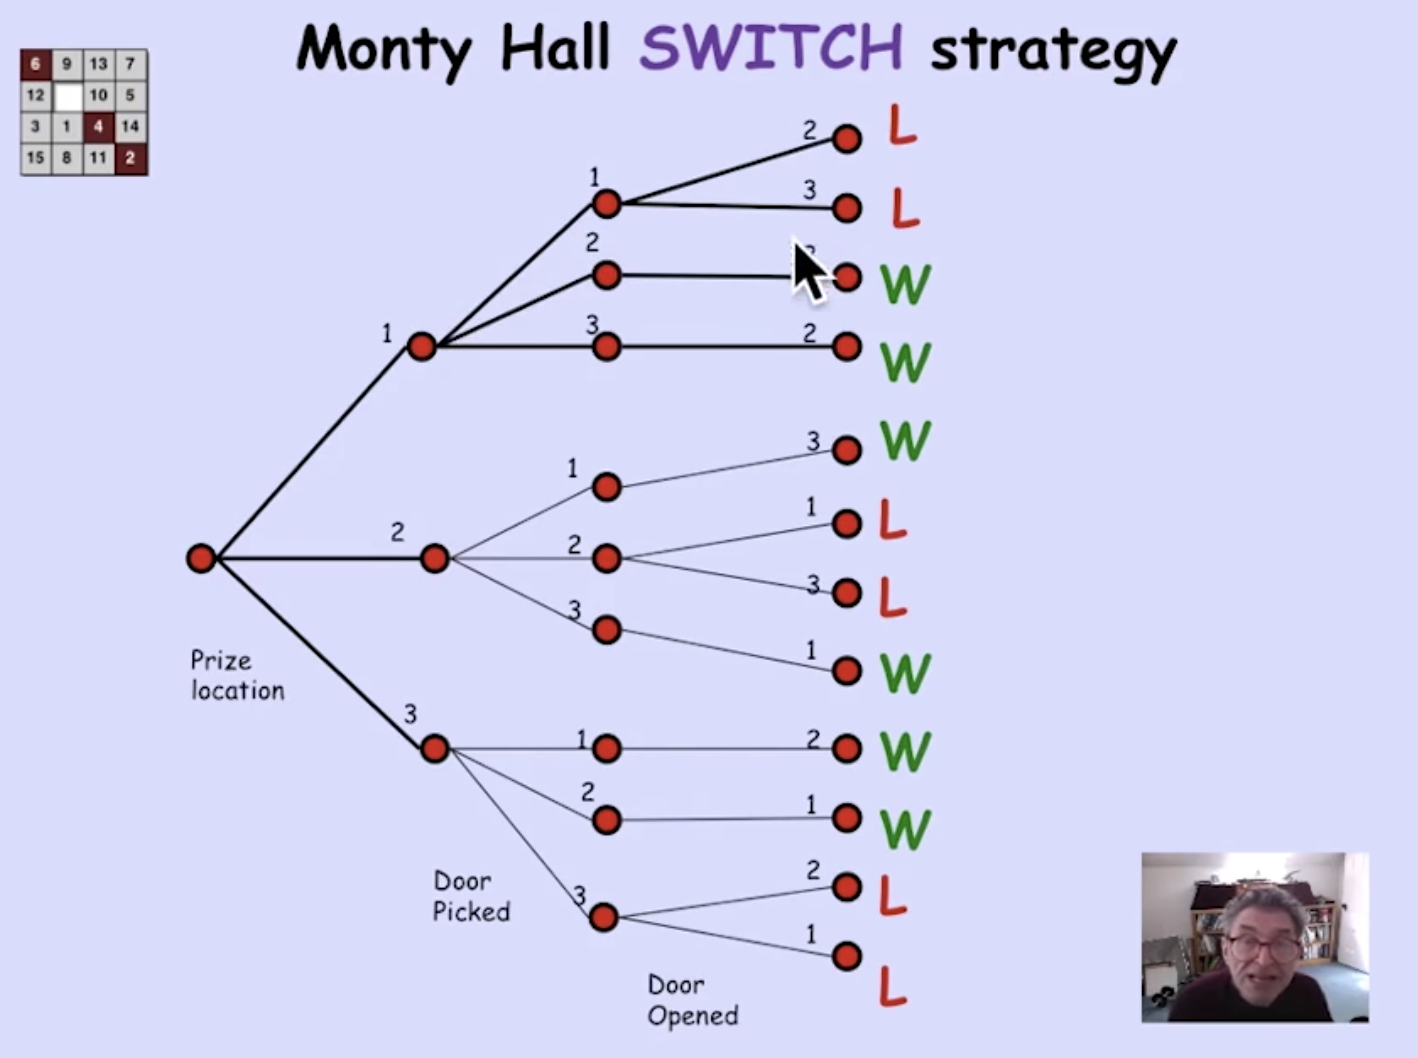 Monty Hall SWITCH strategy
6 9 13 7
12 10 5
3 1 4 14
15 8 11 2
2 L
1
3 L
2
W
1 3 2 W
3 W
1
1 L
2 2
3 L
3
1 W
Prize
location
3
1 2 W
2 1 W
2 L
Door
Picked
3
1
L
Door
Opened